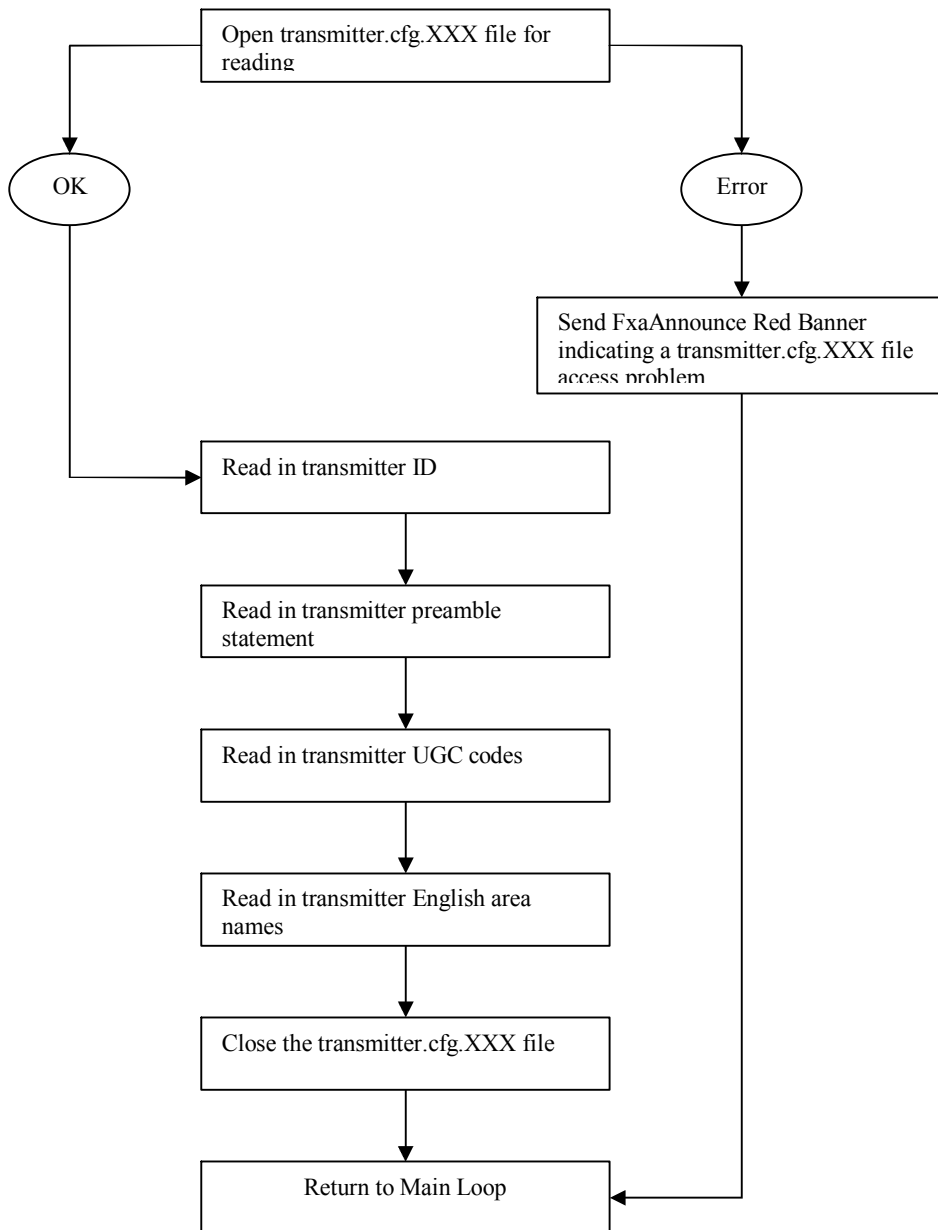 Open transmitter.cfg.XXX file for
reading
OK
Error
Send FxaAnnounce Red Banner
indicating a transmitter.cfg.XXX file
access problem
Read in transmitter ID
Read in transmitter preamble
statement
Read in transmitter UGC codes
Read in transmitter English area
names
Close the transmitter.cfg.XXX file
Return to Main Loop